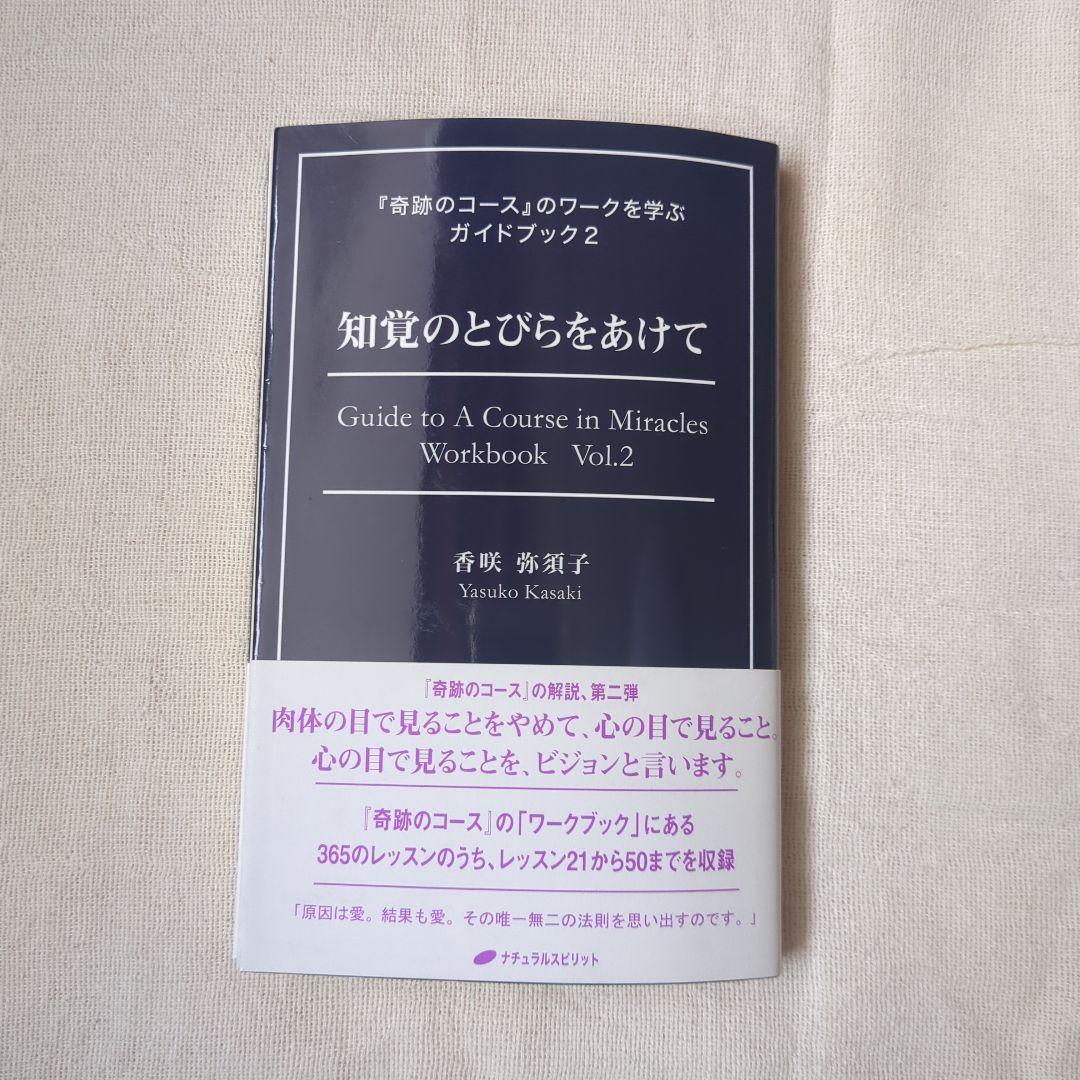 『奇跡のコース』のワークを学ぶ
ガイドブック2
知覚のとびらをあけて
Guide to A Course in Miracles
Workbook Vol.2
香咲 弥須子
Yasuko Kasaki
『奇跡のコース』の解説、第二弾
肉体の目で見ることをやめて、心の目で見ること。
心の目で見ることを、ビジョンと言います。
『奇跡のコース』の「ワークブック」にある
365のレッスンのうち、レッスン21から50までを収録
「原因は愛。結果も愛。その唯一無二の法則を思い出すのです。」
ナチュラルスピリット